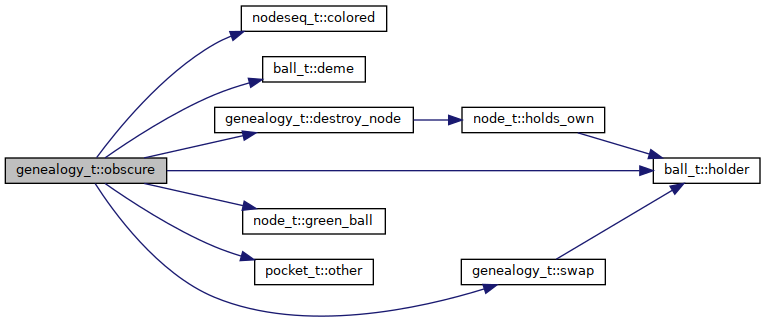 nodeseq_t::colored
ball_t::deme
genealogy_t::destroy_node
node_t::holds_own
genealogy_t::obscure
ball_t::holder
node_t::green_ball
pocket_t::other
genealogy_t::swap